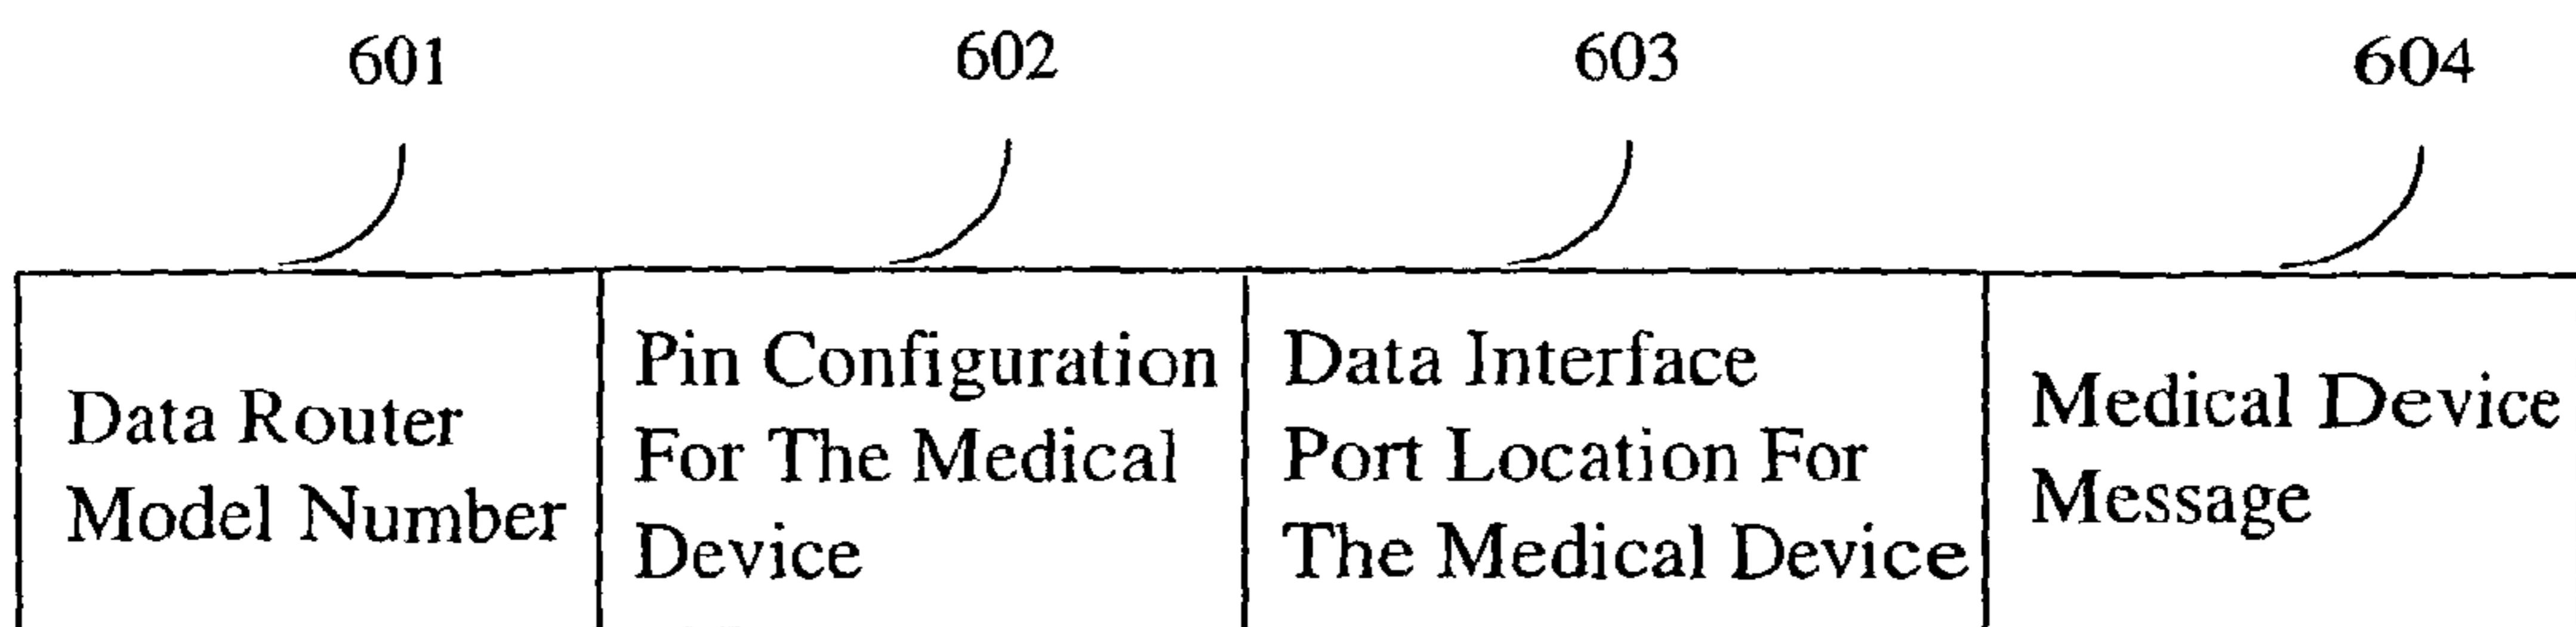 601
602
603
604
Data Router
Model Number
Pin Configuration
For The Medical
Device
Data Interface
Port Location For
The Medical Device
Medical Device
Message